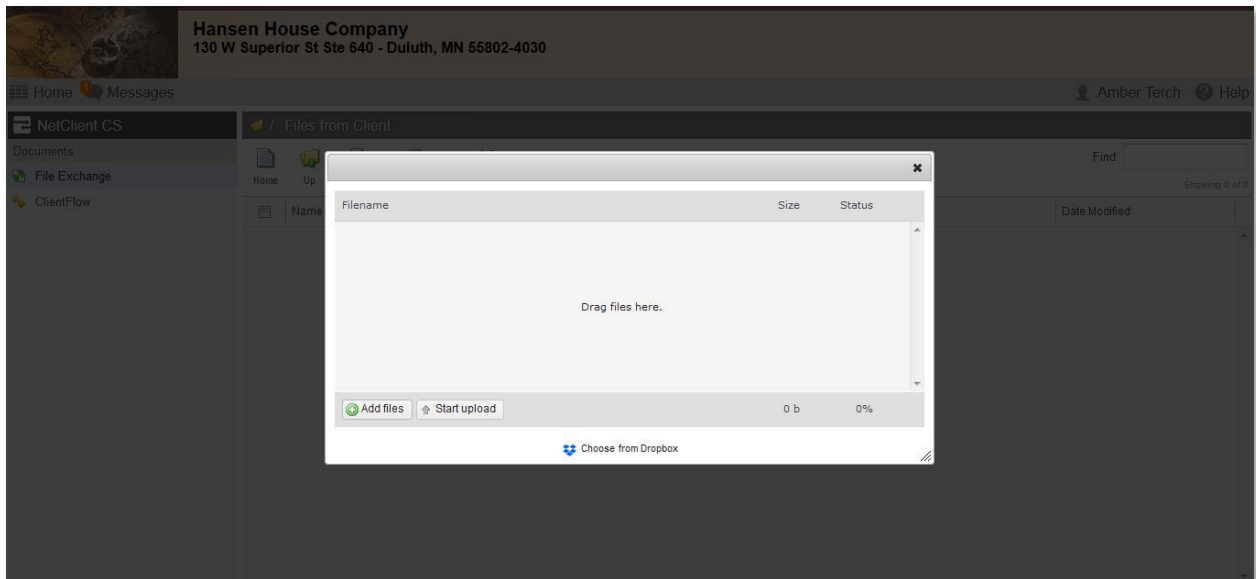 Hansen House Company
130 W Superior St Ste 640 - Duluth, MN 55802-4030
Home Messages
Amber Terch Help
NetClient CS
/ Files from Client
Documents
File Exchange
ClientFlow
Home
Up
Find:
Showing 0 of 0
Name
Date Modified
Filename Size Status
Drag files here.
Add files Start upload 0 b 0%
Choose from Dropbox